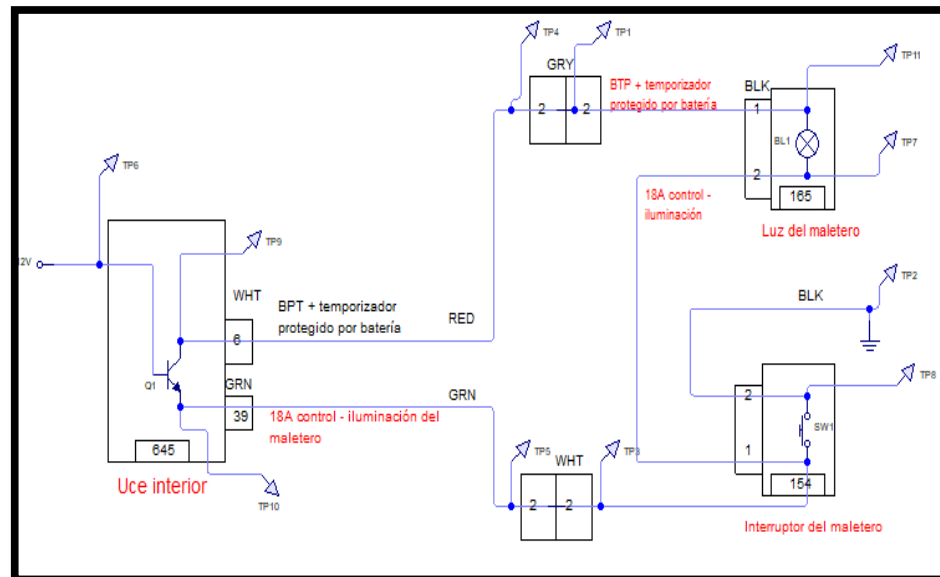 TP4
TP1
GRY
2
2
BTP + temporizador
protegido por batería
BLK
1
TP11
BL1
TP7
2
165
18A control -
iluminación
Luz del maletero
TP6
TP9
12V
WHT
BPT + temporizador
protegido por batería
RED
6
Q1
GRN
39
18A control - iluminación del
maletero
GRN
645
Uce interior
TP10
BLK
TP2
2
TP8
SW1
1
154
Interruptor del maletero
TP5
WHT
TP3
2
2